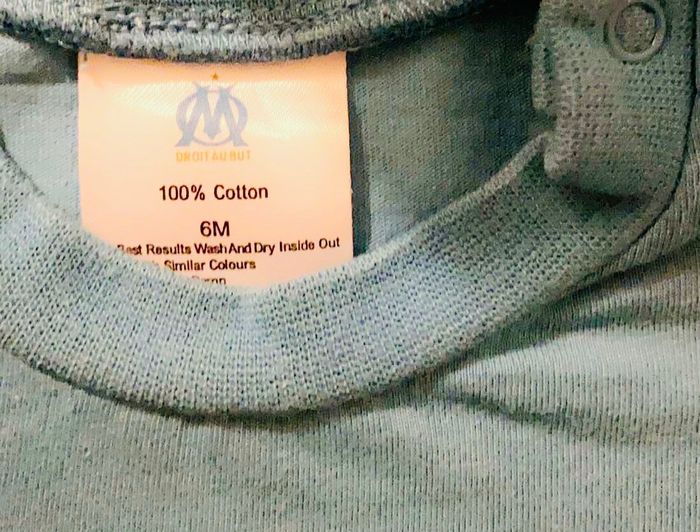 DROIT AU BUT
100% Cotton
6M
Best Results Wash And Dry Inside Out
Similar Colours